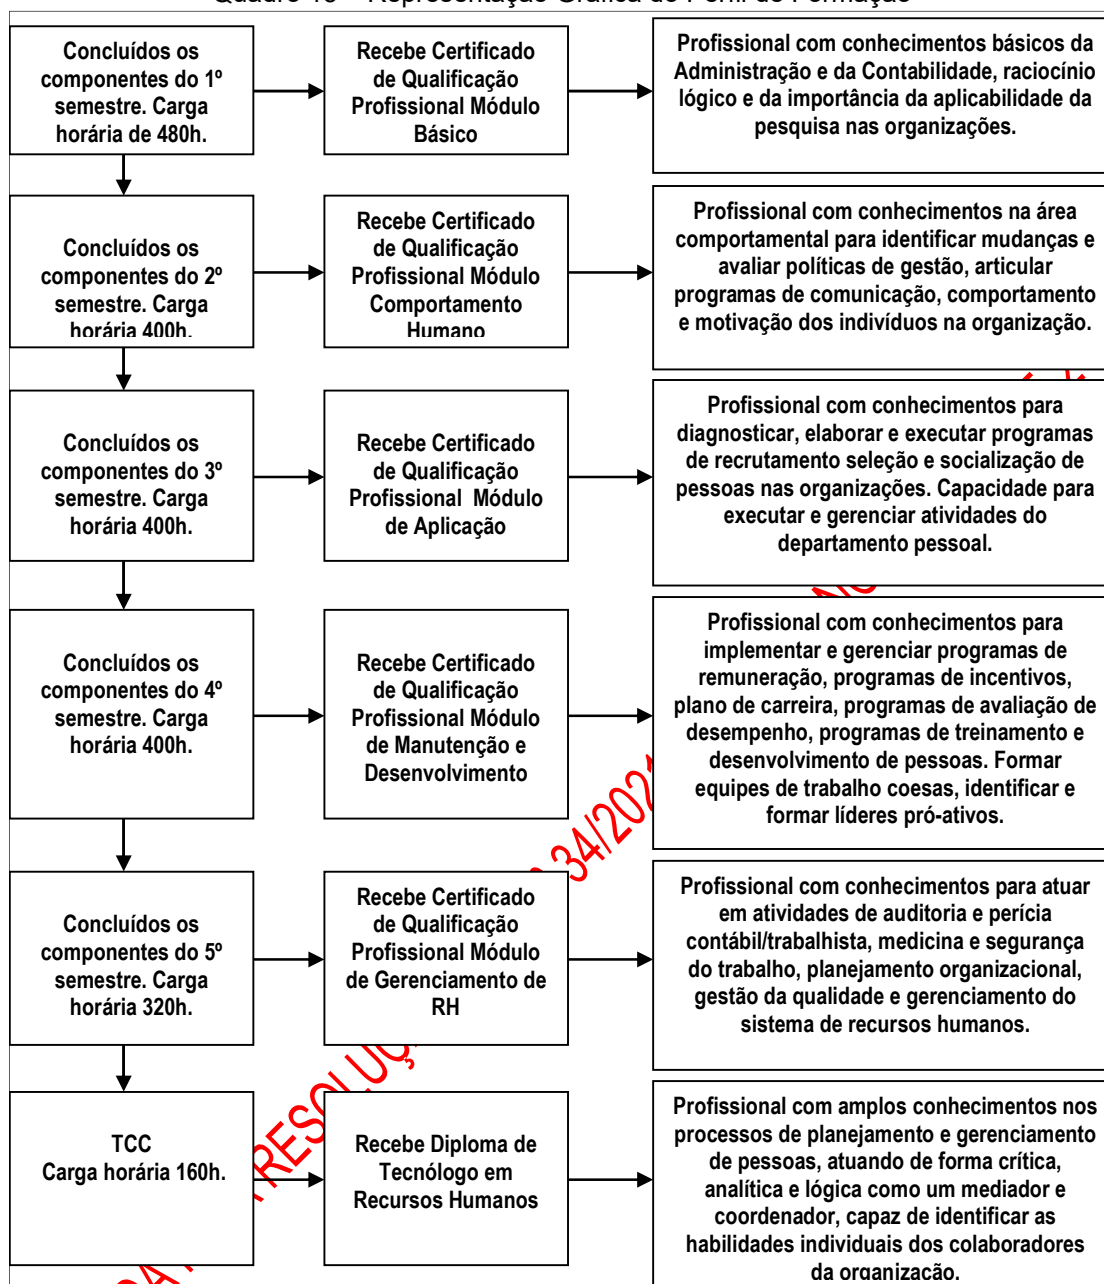 Representação Gráfica do Perfil de Formação
Concluídos os
componentes do 1º
semestre. Carga
horária de 480h.
Recebe Certificado
de Qualificação
Profissional Módulo
Básico
Profissional com conhecimentos básicos da
Administração e da Contabilidade, raciocínio
lógico e da importância da aplicabilidade da
pesquisa nas organizações.
Concluídos os
componentes do 2º
semestre. Carga
horária 400h.
Recebe Certificado
de Qualificação
Profissional Módulo
Comportamento
Humano
Profissional com conhecimentos na área
comportamental para identificar mudanças e
avaliar políticas de gestão, articular
programas de comunicação, comportamento
e motivação dos indivíduos na organização.
Concluídos os
componentes do 3º
semestre. Carga
horária 400h.
Recebe Certificado
de Qualificação
Profissional Módulo
de Aplicação
Profissional com conhecimentos para
diagnosticar, elaborar e executar programas
de recrutamento seleção e socialização de
pessoas nas organizações. Capacidade para
executar e gerenciar atividades do
departamento pessoal.
Concluídos os
componentes do 4º
semestre. Carga
horária 400h.
Recebe Certificado
de Qualificação
Profissional Módulo
de Manutenção e
Desenvolvimento
Profissional com conhecimentos para
implementar e gerenciar programas de
remuneração, programas de incentivos,
plano de carreira, programas de avaliação de
desempenho, programas de treinamento e
desenvolvimento de pessoas. Formar
equipes de trabalho coesas, identificar e
formar líderes pró-ativos.
Concluídos os
componentes do 5º
semestre. Carga
horária 320h.
Recebe Certificado
de Qualificação
Profissional Módulo
de Gerenciamento de
RH
Profissional com conhecimentos para atuar
em atividades de auditoria e perícia
contábil/trabalhista, medicina e segurança
do trabalho, planejamento organizacional,
gestão da qualidade e gerenciamento do
sistema de recursos humanos.
TCC
Carga horária 160h.
Recebe Diploma de
Tecnólogo em
Recursos Humanos
Profissional com amplos conhecimentos nos
processos de planejamento e gerenciamento
de pessoas, atuando de forma crítica,
analítica e lógica como um mediador e
coordenador, capaz de identificar as
habilidades individuais dos colaboradores
da organização.